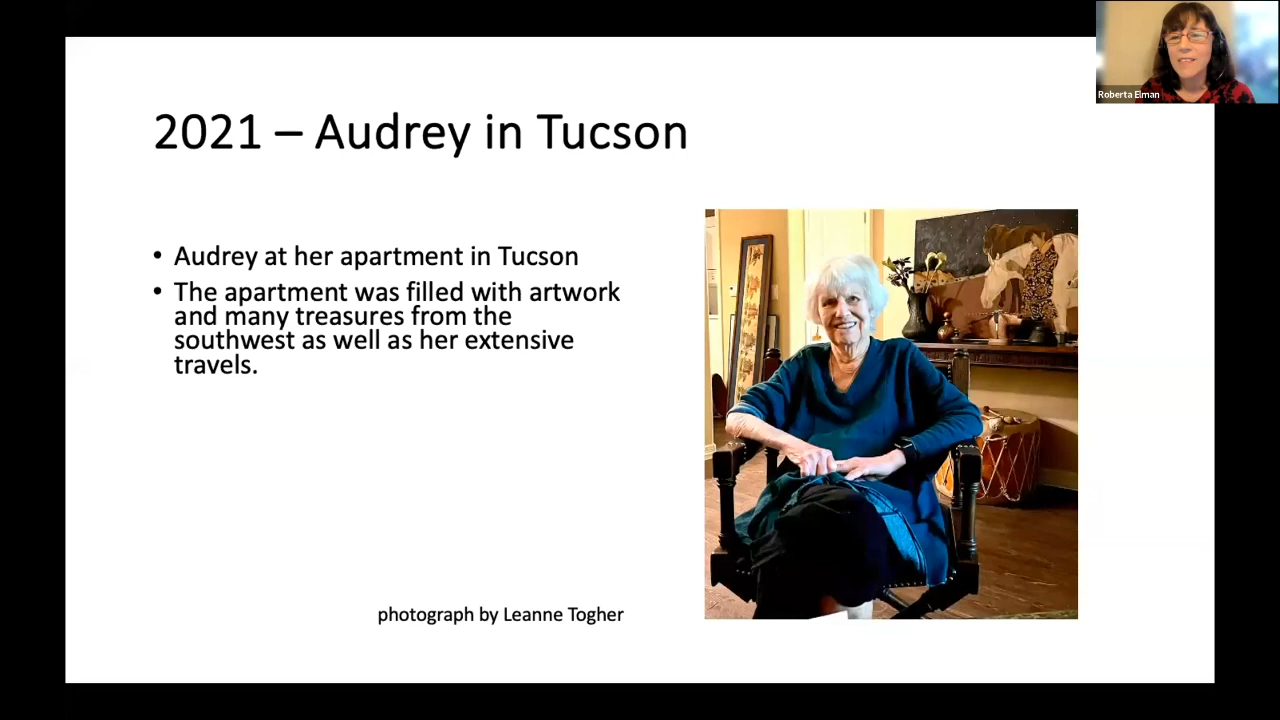 Roberta Elman
2021 – Audrey in Tucson
• Audrey at her apartment in Tucson
• The apartment was filled with artwork
and many treasures from the
southwest as well as her extensive
travels.
photograph by Leanne Togher